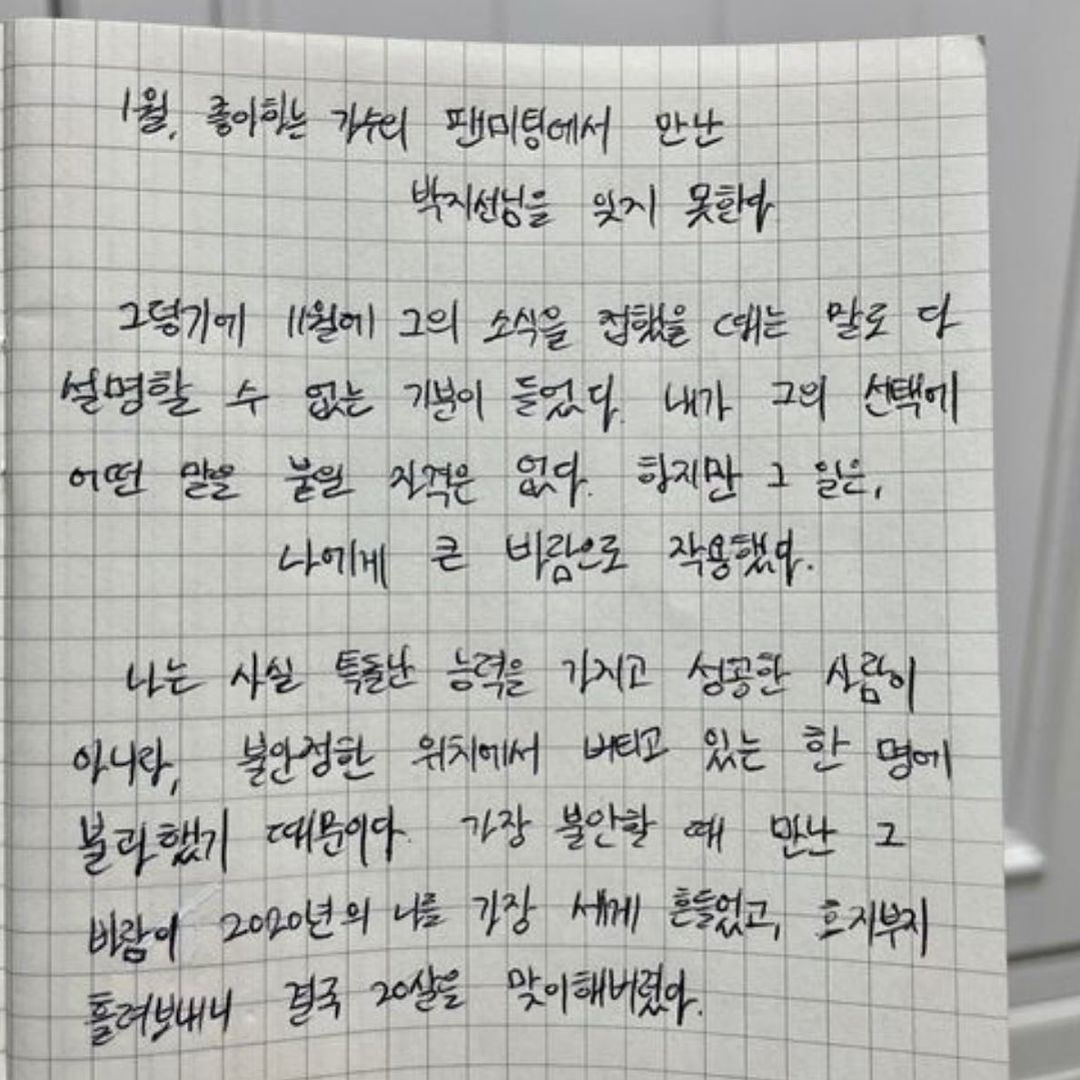 1월, 좋아하는 가수의 팬미팅에서 만난
박지선님을 잊지 못한다
그렇기에 11월에 그의 소식을 접했을 때는 말로 다
설명할 수 없는 기분이 들었다. 내가 그의 선택에
어떤 말을 붙일 자격은 없다. 하지만 그 일은,
나에게 큰 바람으로 작용했다.
나는 사실 특출난 능력을 가지고 성공한 사람이
아니라, 불안정한 위치에서 버티고 있는 한 명에
불과했기 때문이다. 가장 불안할 때 만난 그
바람이 2020년의 나를 가장 세게 흔들었고, 흐지부지
흘려보내니 결국 20살을 맞이해버렸다.